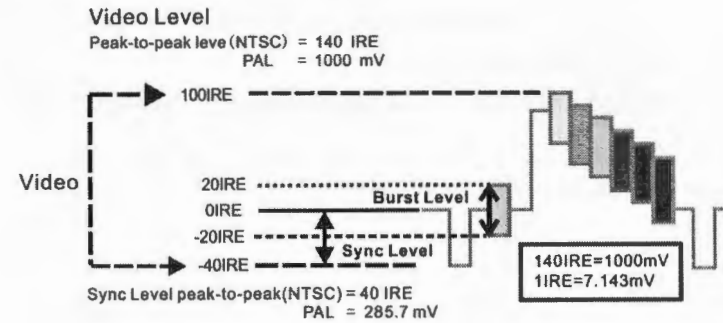 Video Level
Peak-to-peak leve(NTSC) = 140 IRE
PAL = 1000 mV
100IRE
Video
20IRE
Burst Level
0IRE
-20IRE
Sync Level
-40IRE
140IRE=1000mV
1IRE=7.143mV
Sync Level peak-to-peak(NTSC) = 40 IRE
PAL = 285.7 mV